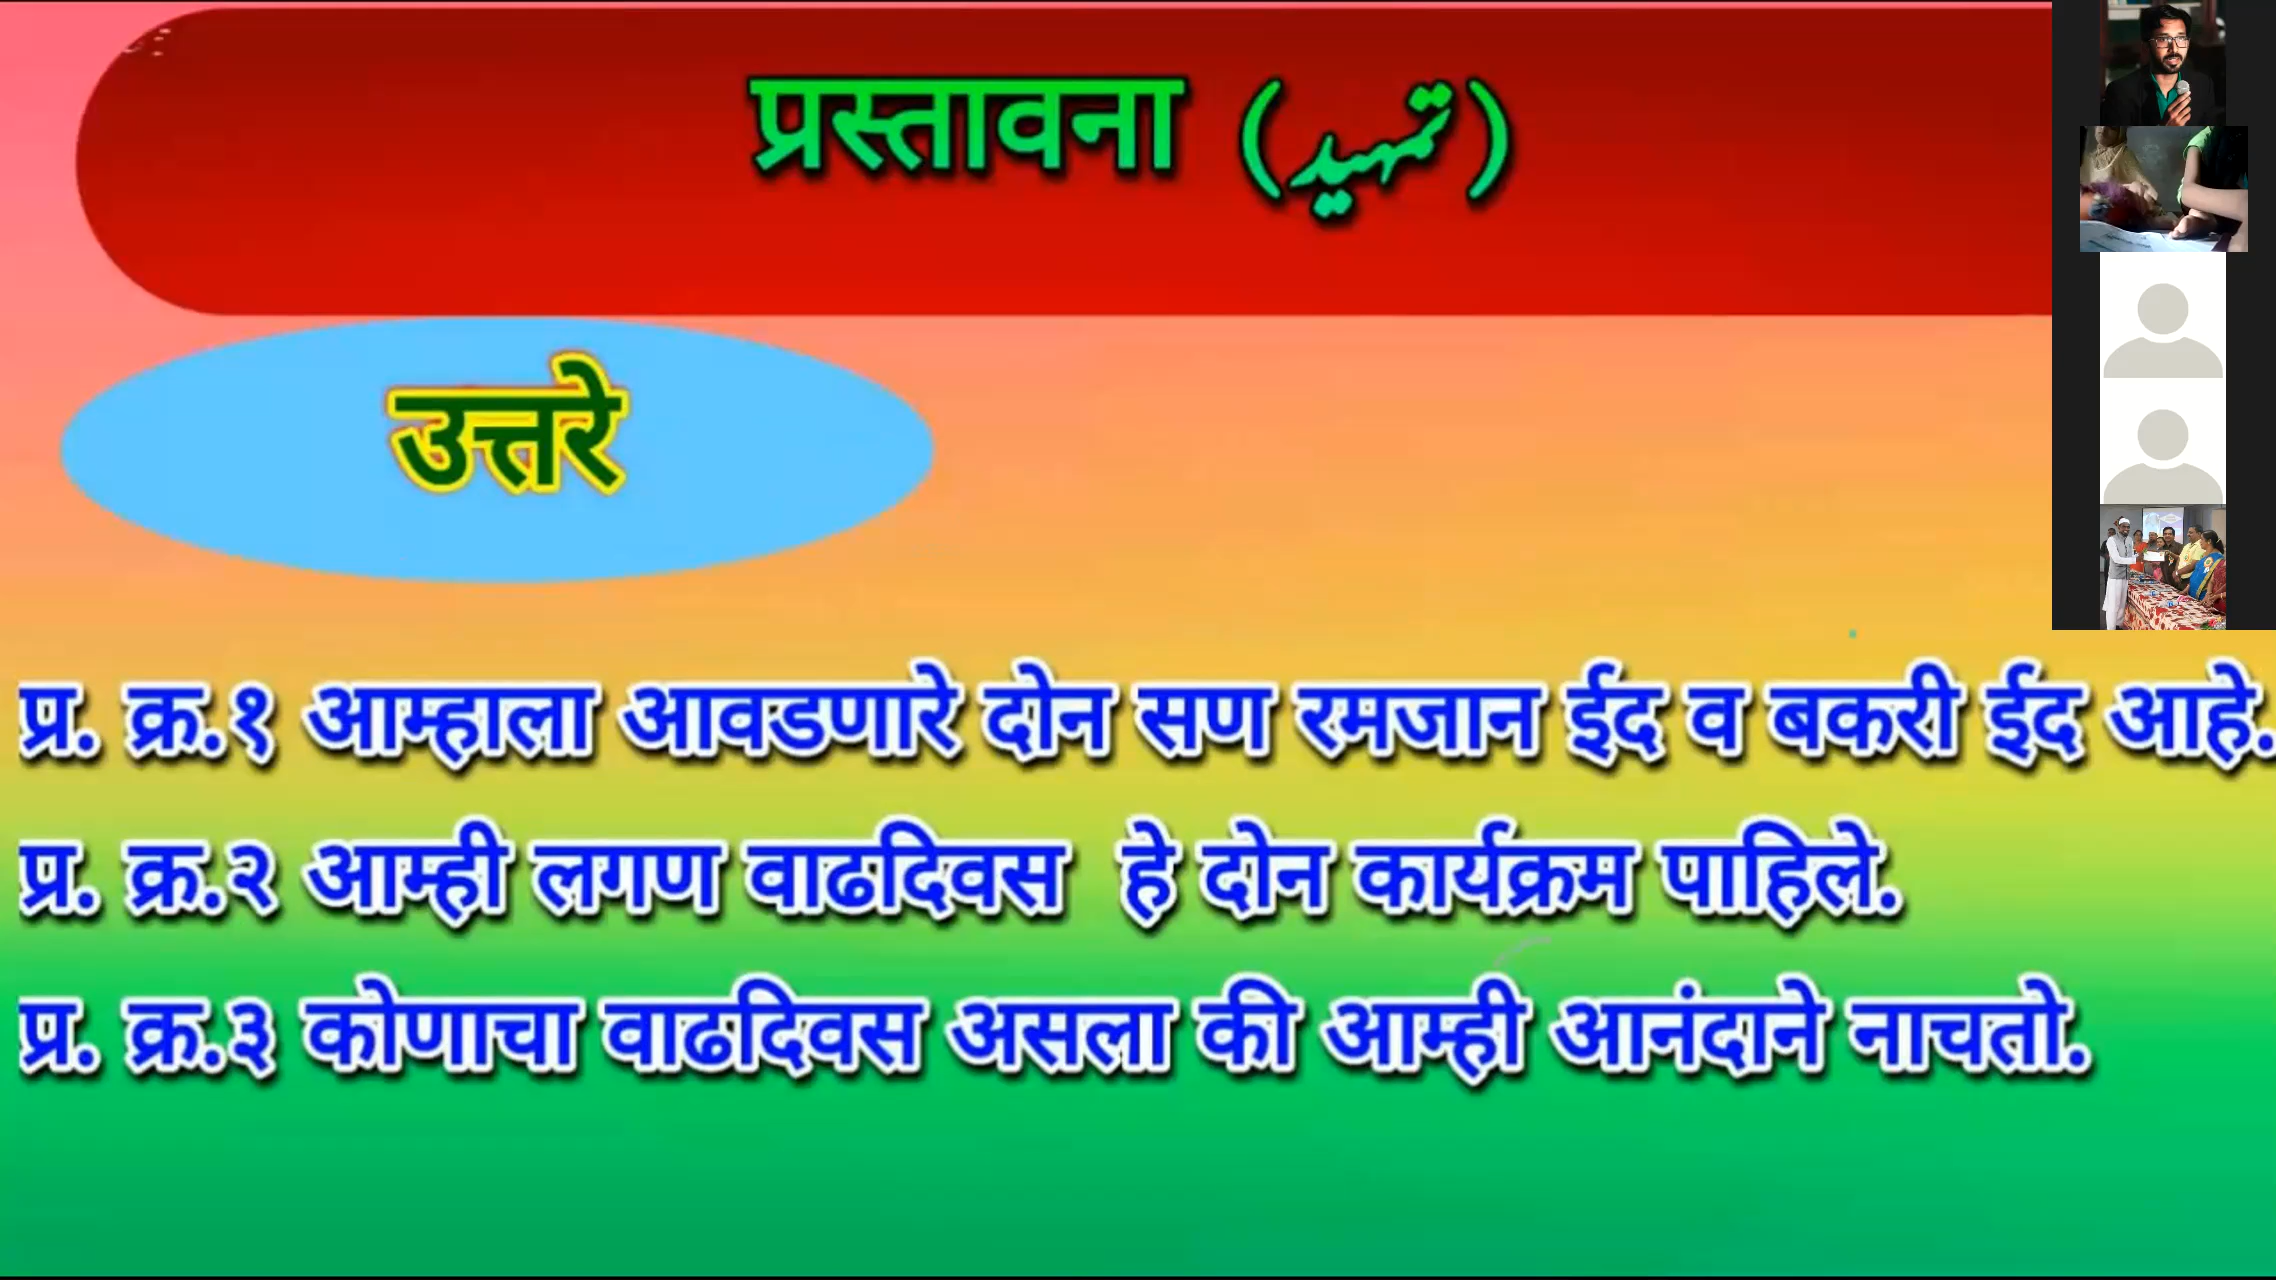 प्रस्तावना (تمہید)
उत्तरे
प्र. क्र.१ आम्हाला आवडणारे दोन सण रमजान ईद व बकरी ईद आहे.
प्र. क्र.२ आम्ही लगण वाढदिवस हे दोन कार्यक्रम पाहिले.
प्र. क्र.३ कोणाचा वाढदिवस असला की आम्ही आनंदाने नाचतो.